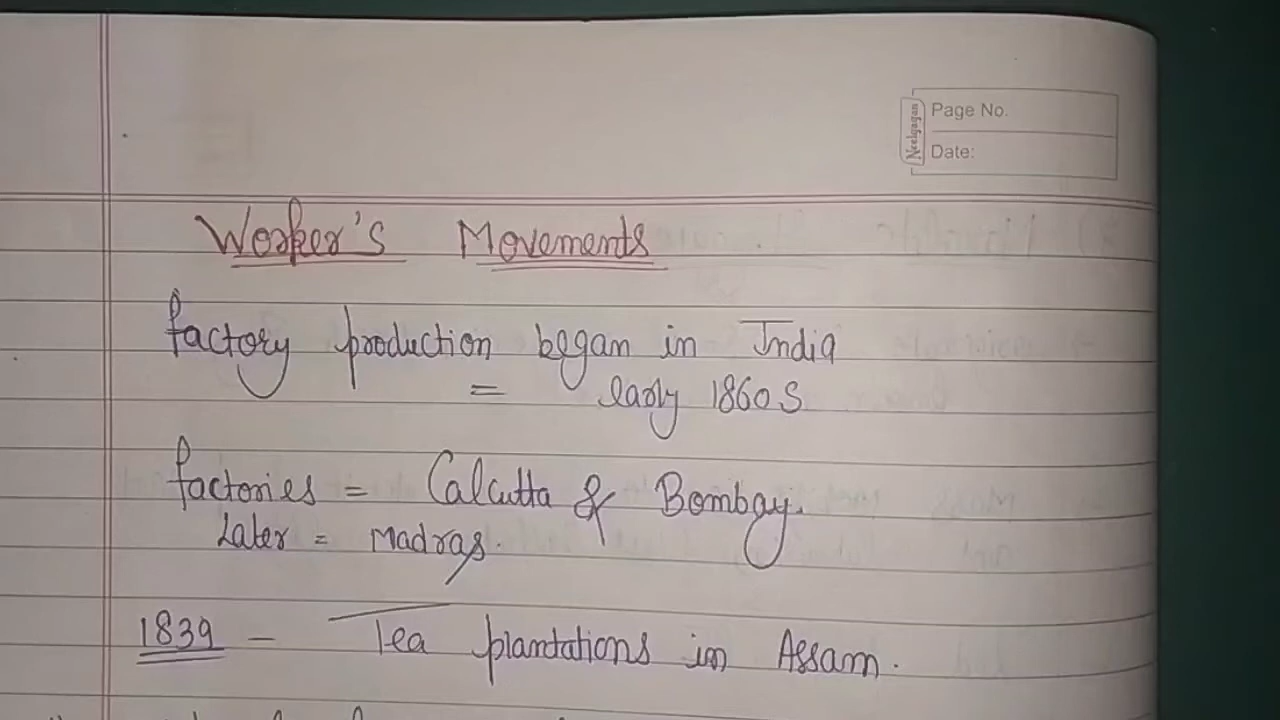 Neelgagan
Page No.
Date:
Worker's Movements
factory production began in India
= early 1860s
factories = Calcutta & Bombay.
Later = Madras.
1839 - Tea plantations in Assam.